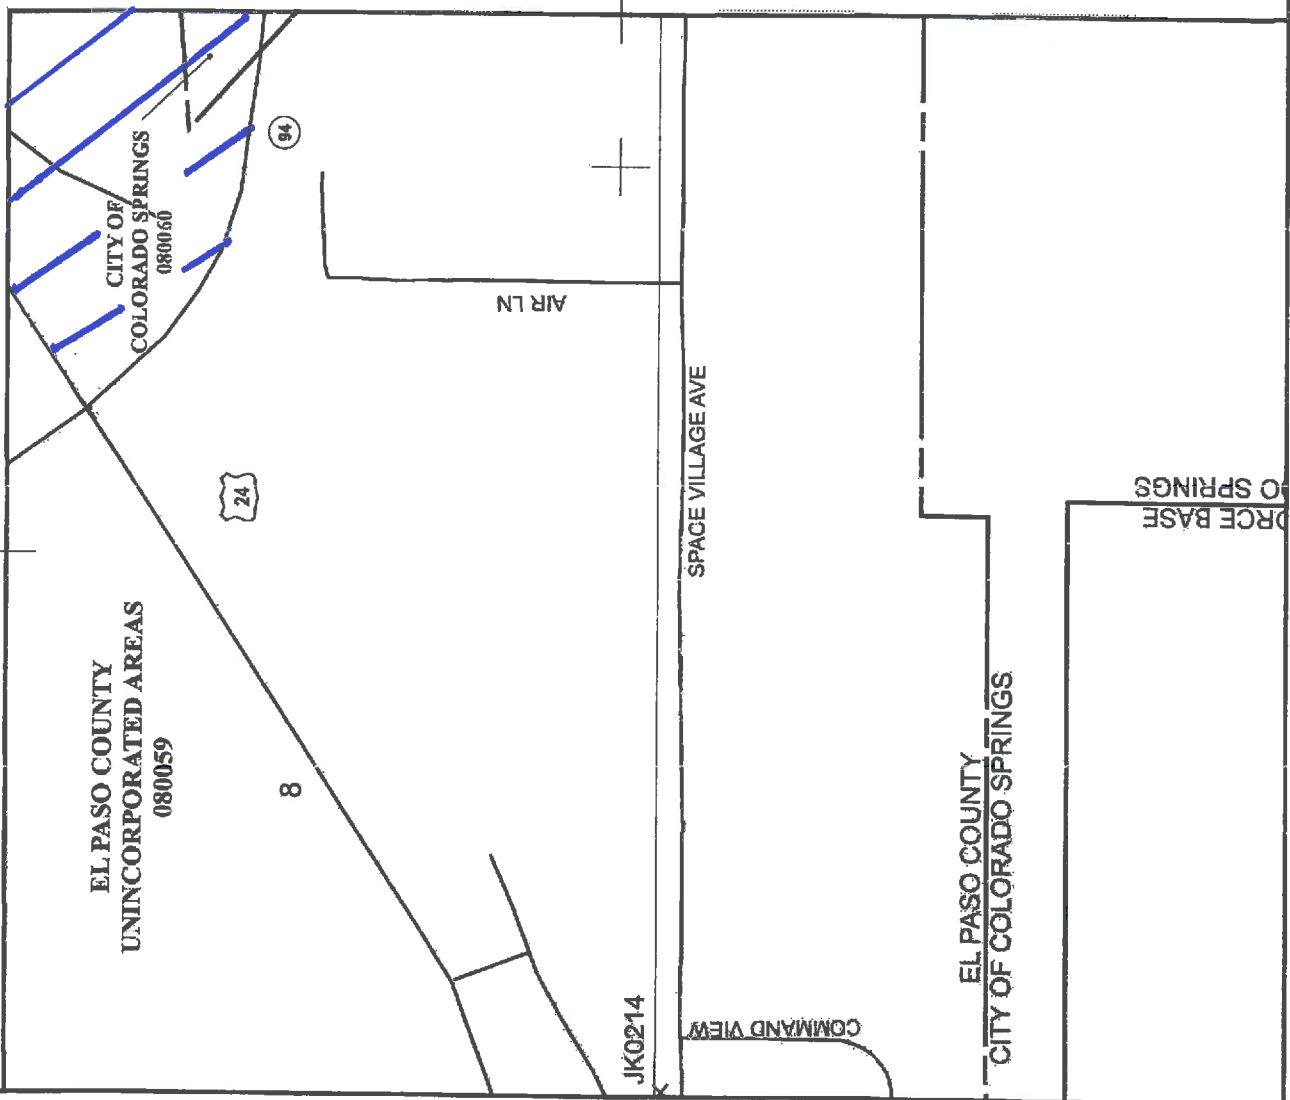 CITY OF
COLORADO SPRINGS
080060
94
AIR LN
24
SPACE VILLAGE AVE
EL PASO COUNTY
UNINCORPORATED AREAS
080059
8
JK0214
COMMAND VIEW
EL PASO COUNTY
CITY OF COLORADO SPRINGS
O SPRINGS
ORCE BASE